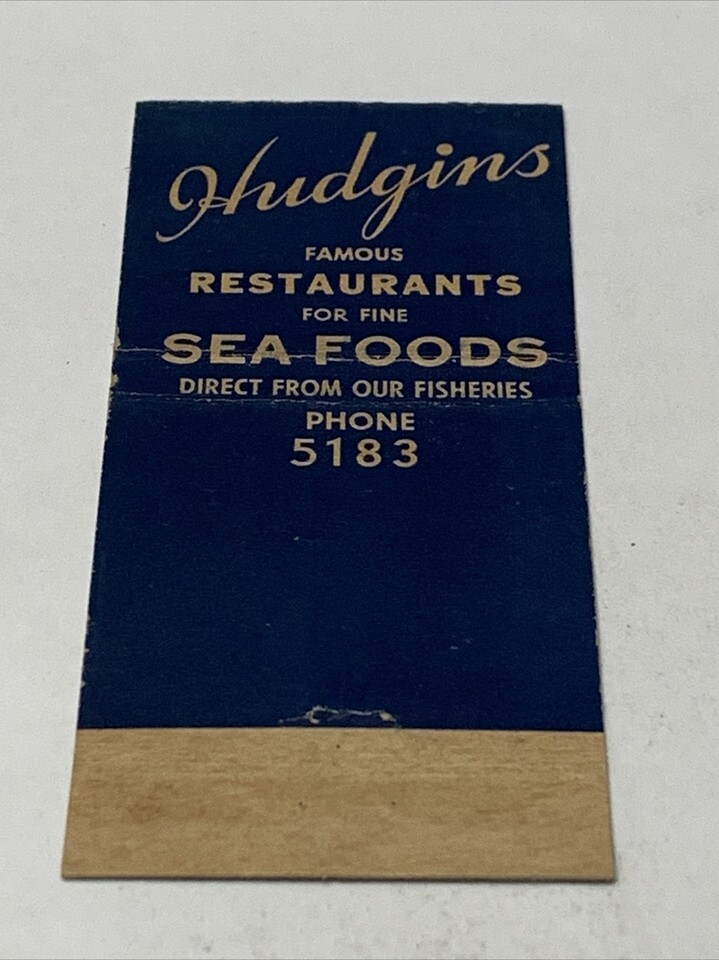 Hudgins
FAMOUS
RESTAURANTS
FOR FINE
SEA FOODS
DIRECT FROM OUR FISHERIES
PHONE
5183